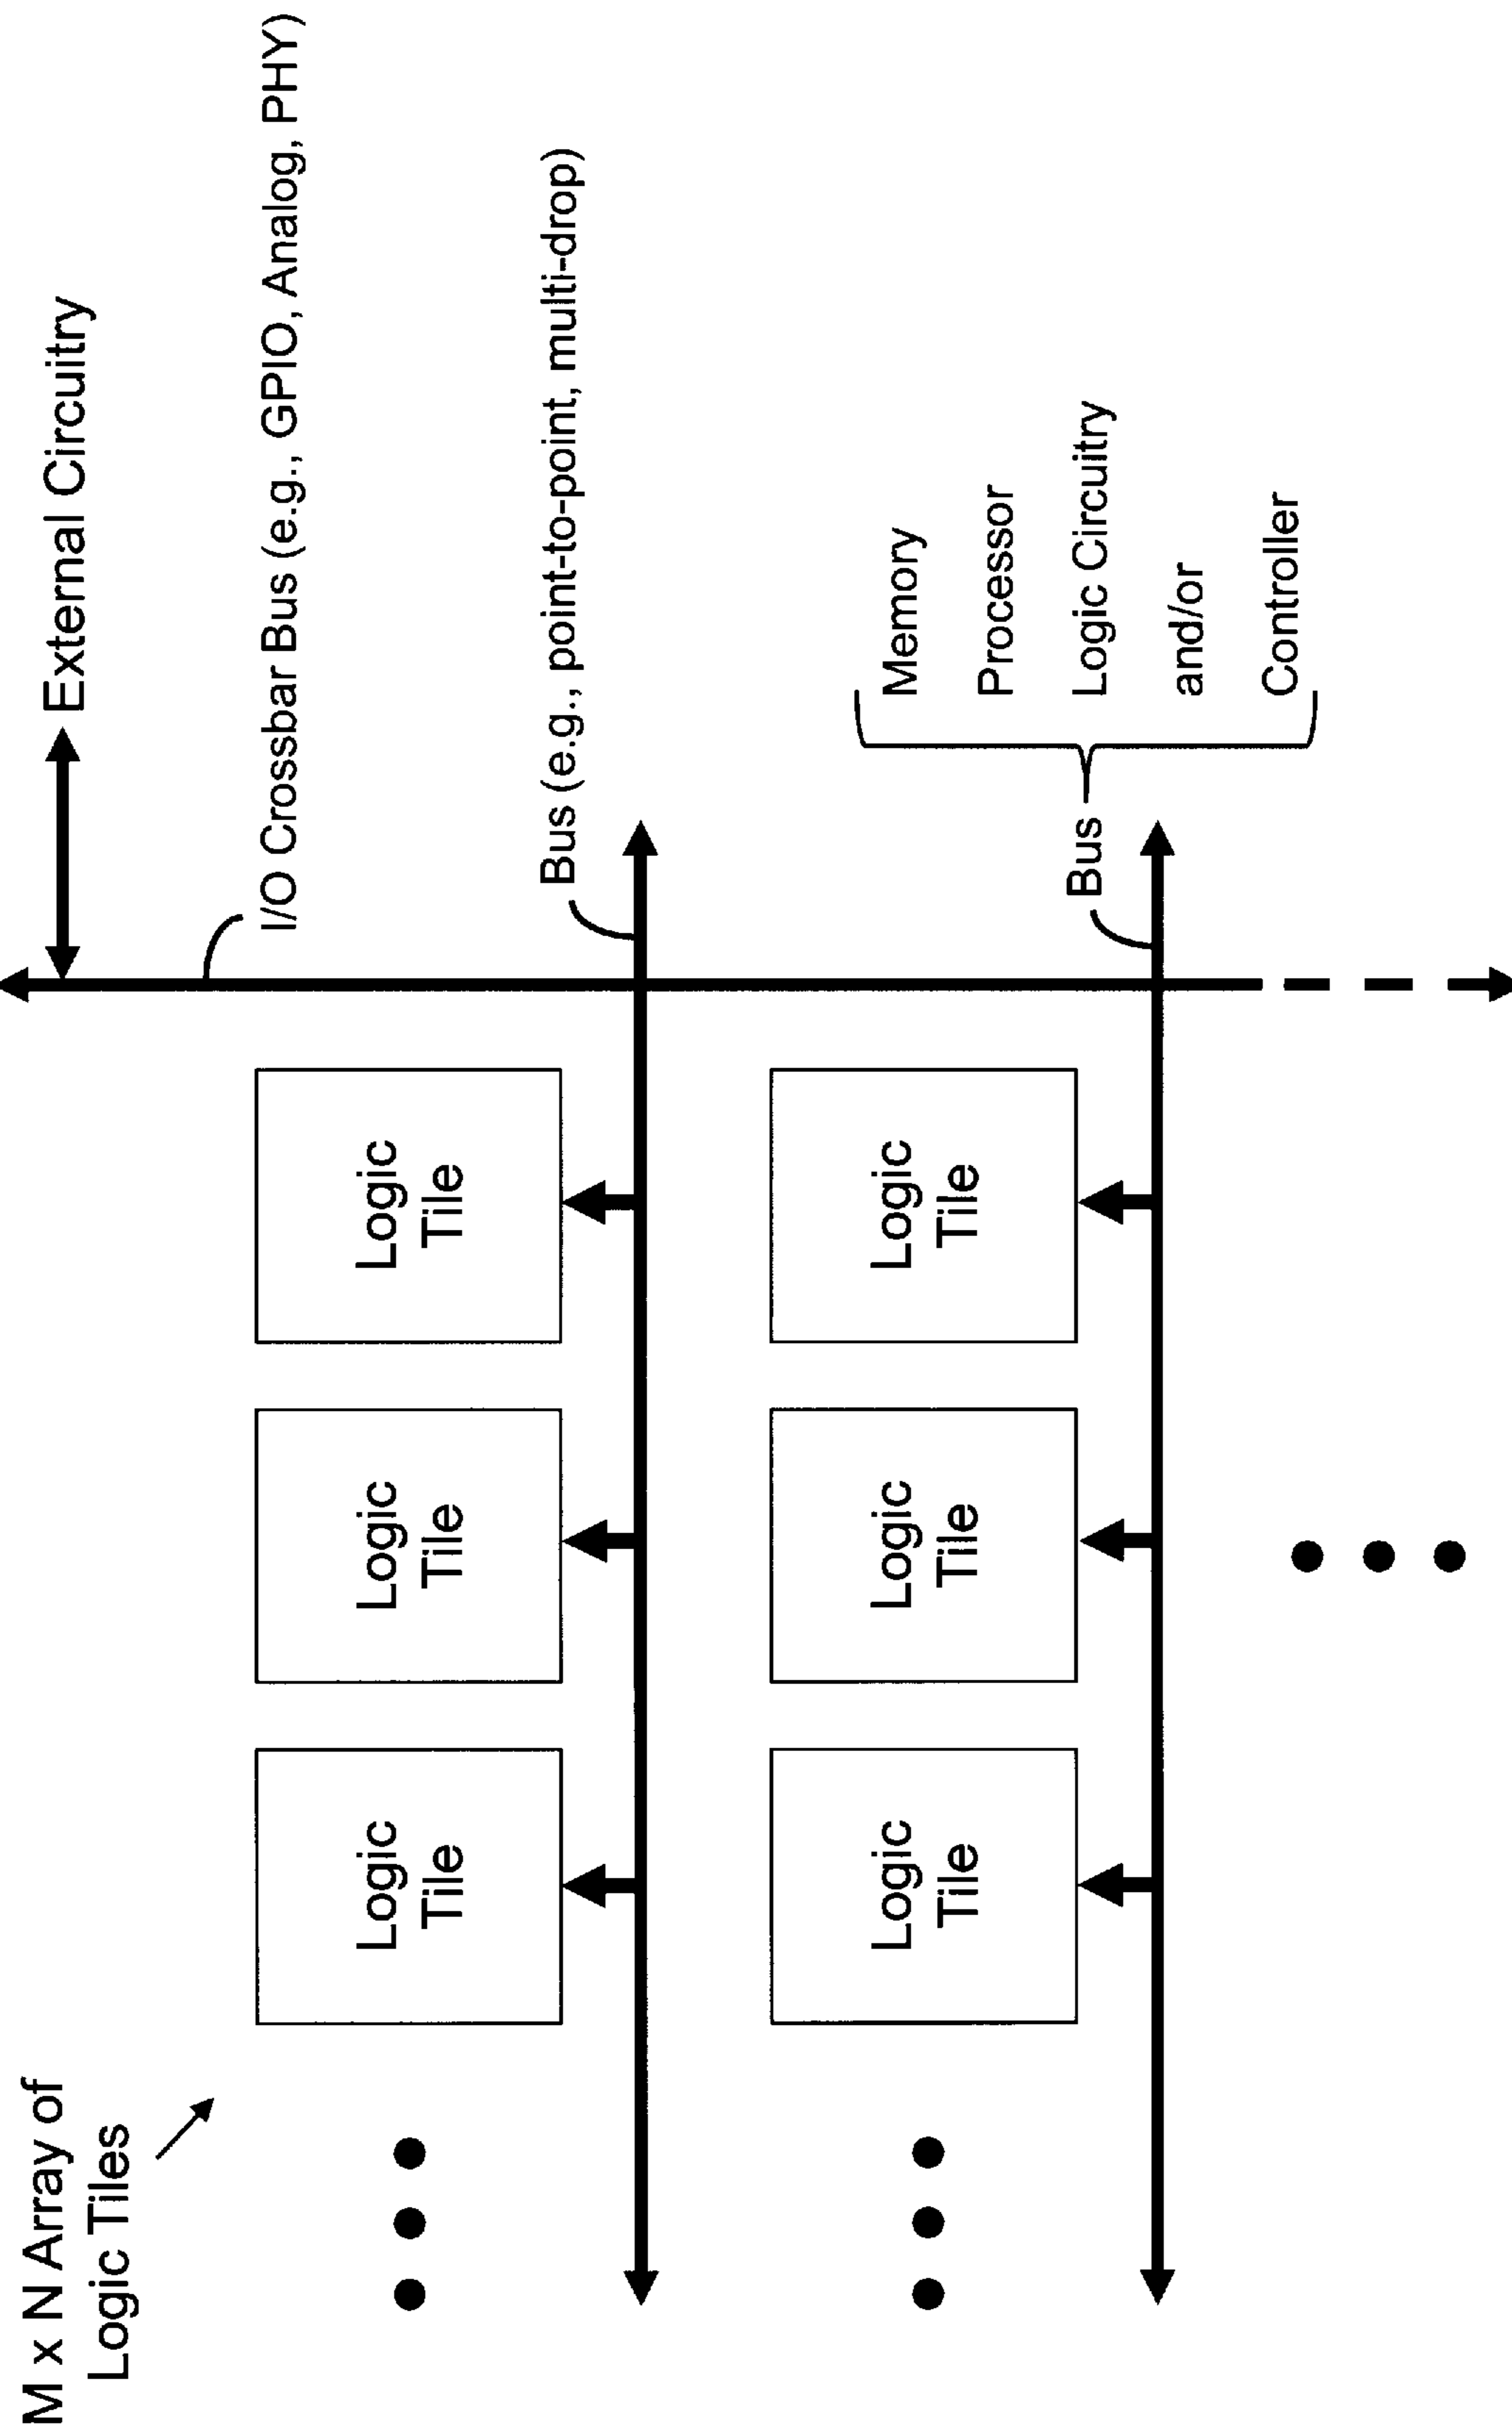 M x N Array of
Logic Tiles
External Circuitry
I/O Crossbar Bus (e.g., GPIO, Analog, PHY)
Logic
Tile
Logic
Tile
Logic
Tile
Bus (e.g., point-to-point, multi-drop)
Logic
Tile
Logic
Tile
Logic
Tile
Bus
Memory
Processor
Logic Circuitry
and/or
Controller